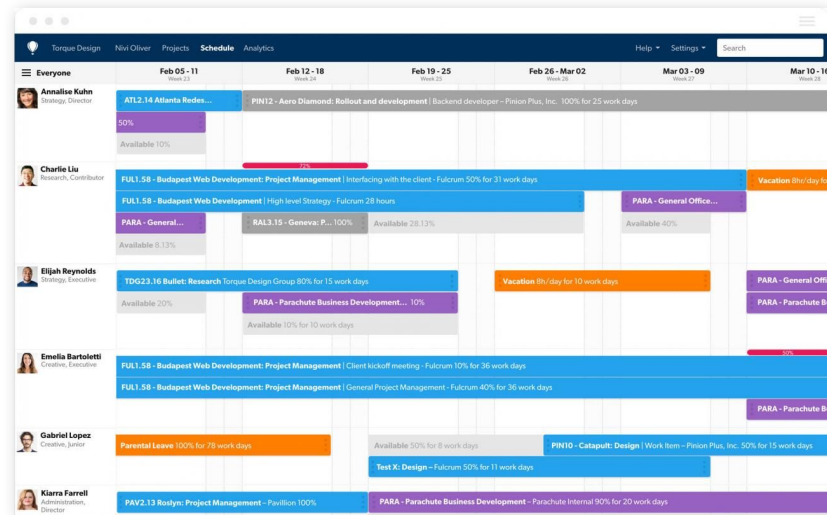 Torque Design Nivi Oliver Projects Schedule Analytics Help Settings Search
Everyone Feb 05 - 11 Feb 12 - 18 Feb 19 - 25 Feb 26 - Mar 02 Mar 03 - 09 Mar 10 - 16
Week 23 Week 24 Week 25 Week 26 Week 27 Week 28
Annalise Kuhn
Strategy, Director
ATL2.14 Atlanta Redes... PIN12 - Aero Diamond: Rollout and development | Backend developer – Pinion Plus, Inc. 100% for 25 work days
50%
Available 10%
Charlie Liu
Research, Contributor
72%
FUL1.58 - Budapest Web Development: Project Management | Interfacing with the client - Fulcrum 50% for 31 work days Vacation 8hr/day fo
FUL1.58 - Budapest Web Development | High level Strategy - Fulcrum 28 hours PARA - General Office...
PARA - General... RAL3.15 - Geneva: P... 100% Available 28.13% Available 40%
Available 8.13%
Elijah Reynolds
Strategy, Executive
TDG23.16 Bullet: Research Torque Design Group 80% for 15 work days Vacation 8h/day for 10 work days PARA - General Offi
Available 20% PARA - Parachute Business Development... 10% PARA - Parachute B
Available 10% for 10 work days
Emelia Bartoletti
Creative, Executive
50%
FUL1.58 - Budapest Web Development: Project Management | Client kickoff meeting - Fulcrum 10% for 36 work days
FUL1.58 - Budapest Web Development: Project Management | General Project Management - Fulcrum 40% for 36 work days
PARA - Parachute B
Gabriel Lopez
Creative, Junior
Parental Leave 100% for 78 work days Available 50% for 8 work days PIN10 - Catapult: Design | Work Item – Pinion Plus, Inc. 50% for 15 work days
Test X: Design – Fulcrum 50% for 11 work days
Kiarra Farrell
Administration,
Director
PAV2.13 Roslyn: Project Management – Pavillion 100% PARA - Parachute Business Development – Parachute Internal 90% for 20 work days